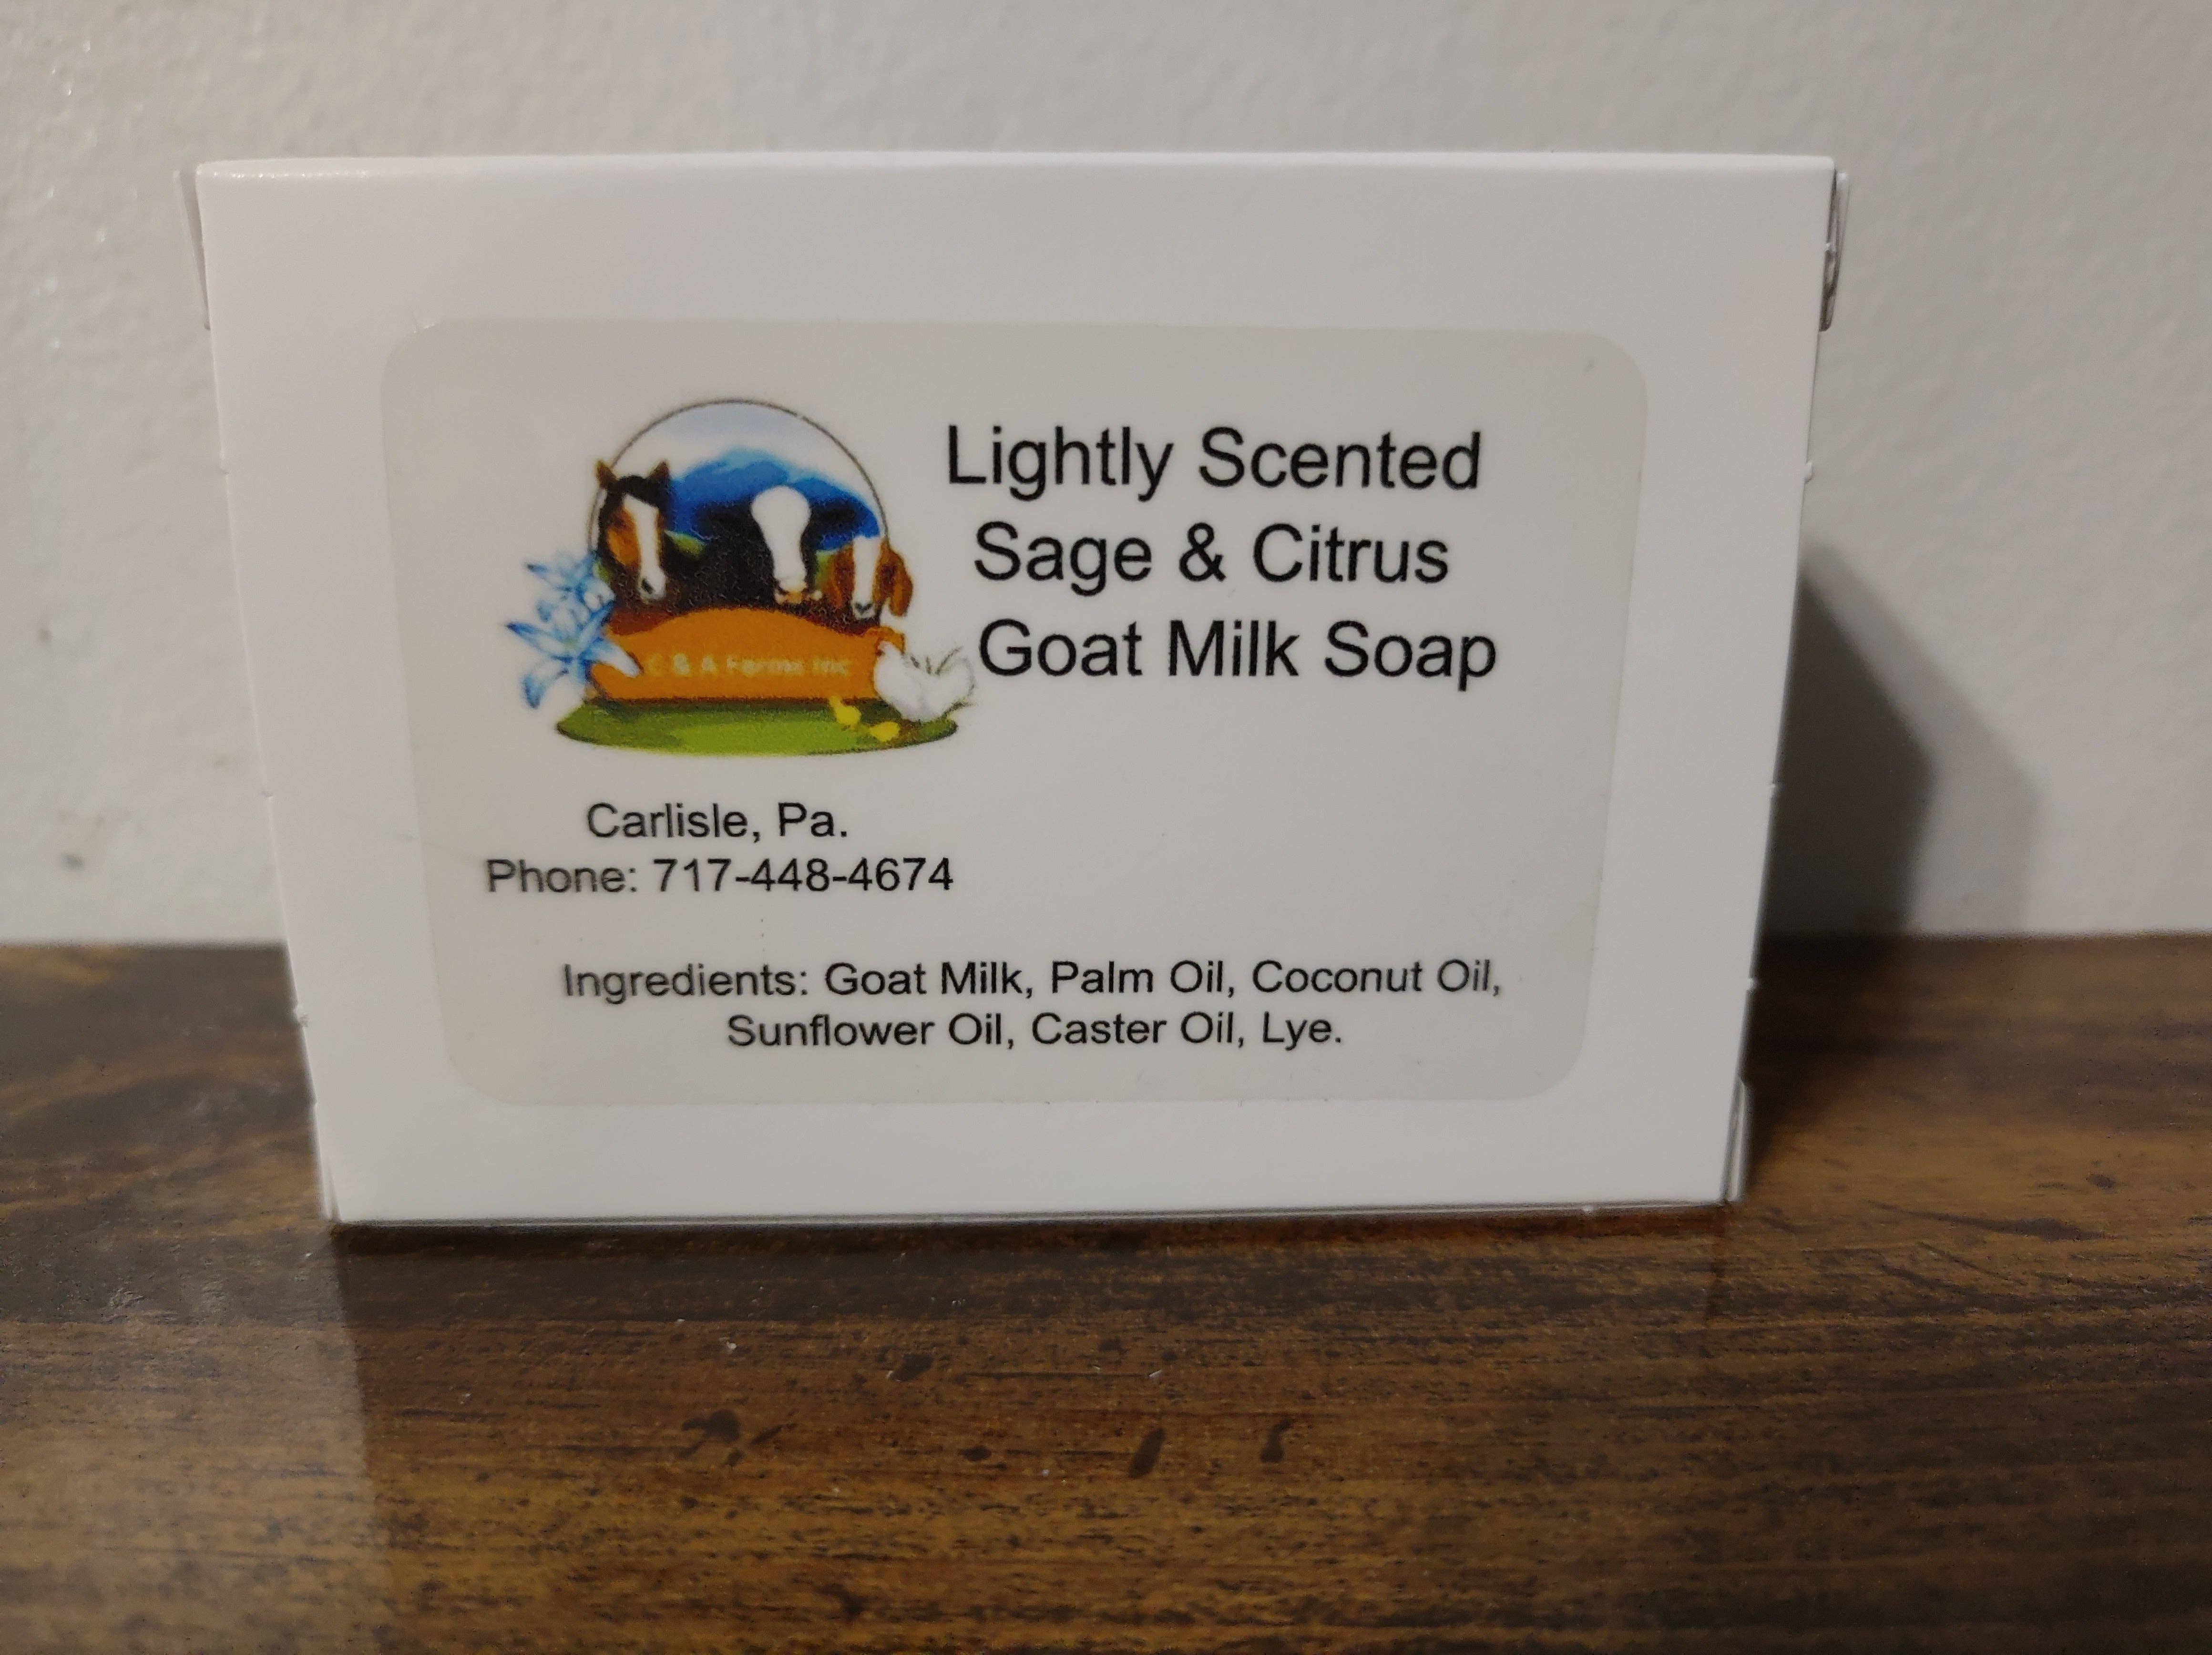 Lightly Scented
Sage & Citrus
Goat Milk Soap
C & A Farms Inc
Carlisle, Pa.
Phone: 717-448-4674
Ingredients: Goat Milk, Palm Oil, Coconut Oil,
Sunflower Oil, Caster Oil, Lye.